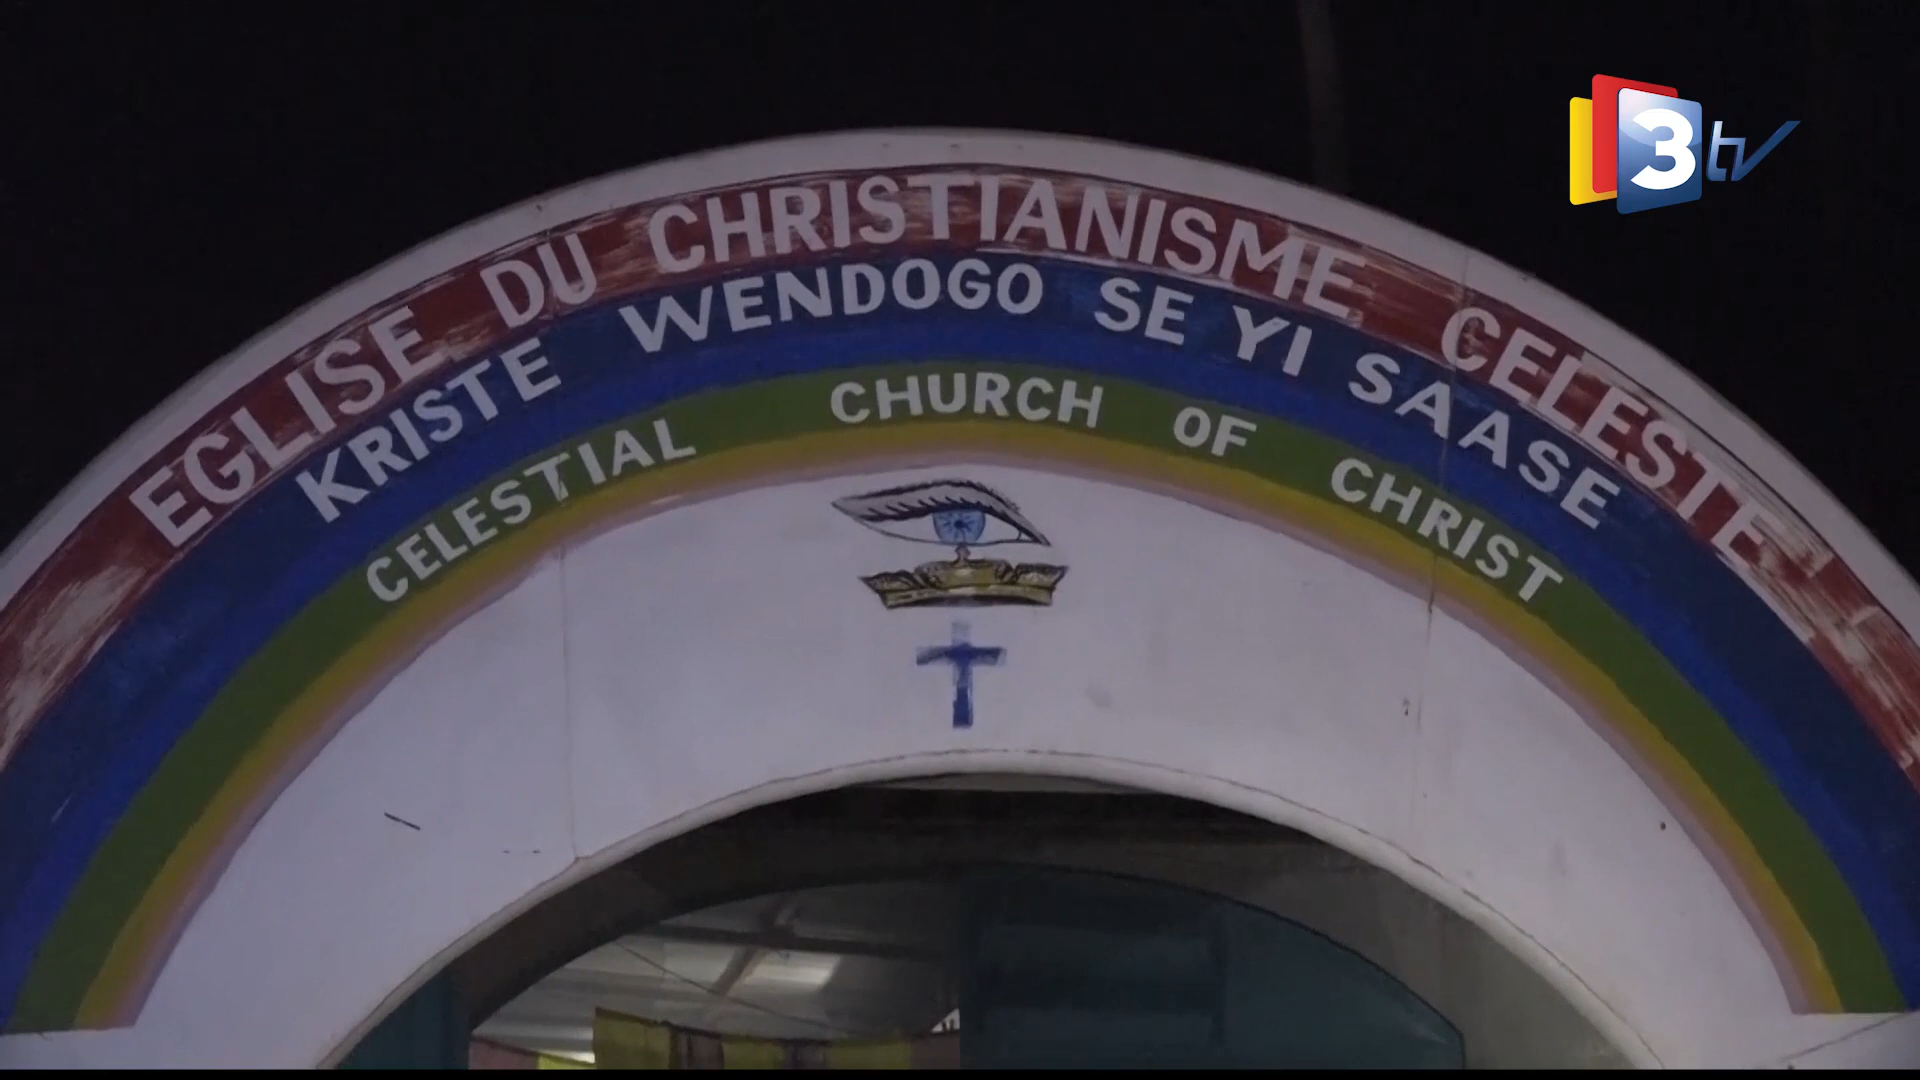 3tv
EGLISE DU CHRISTIANISME CELESTE
KRISTE WENDOGO SE YI SAASE
CELESTIAL CHURCH OF CHRIST